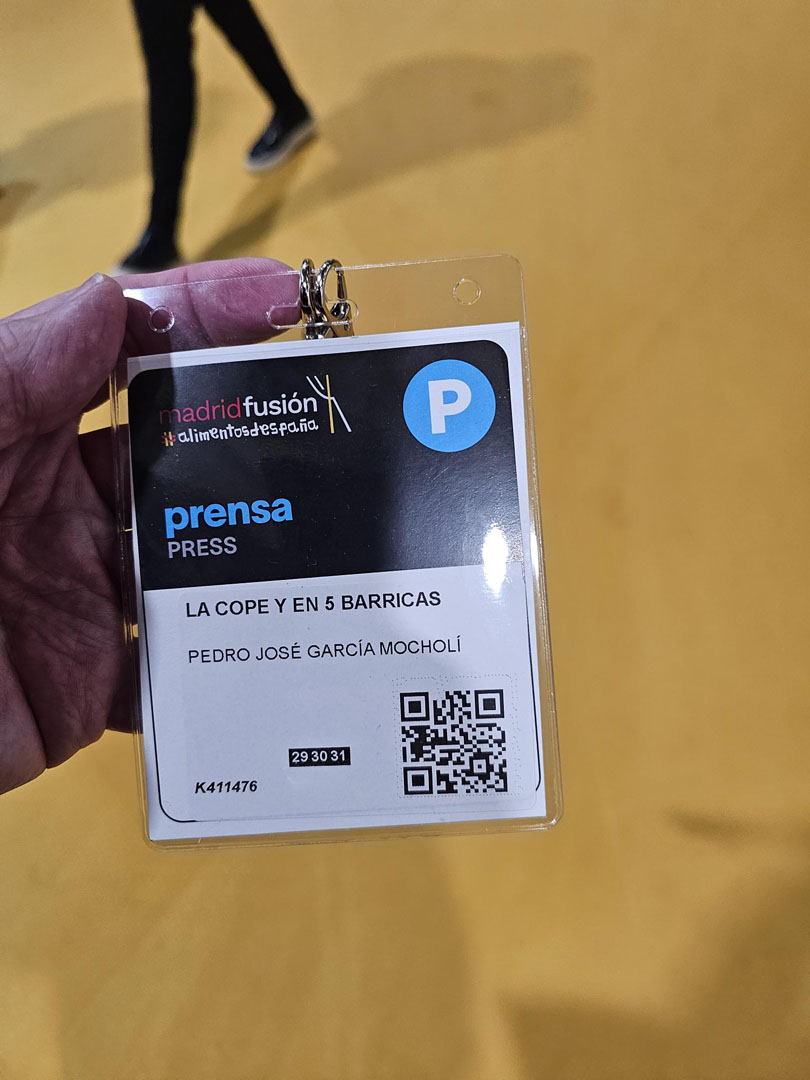 madridfusión
#alimentosdespaña
P
prensa
PRESS
LA COPE Y EN 5 BARRICAS
PEDRO JOSÉ GARCÍA MOCHOLÍ
29 30 31
K411476